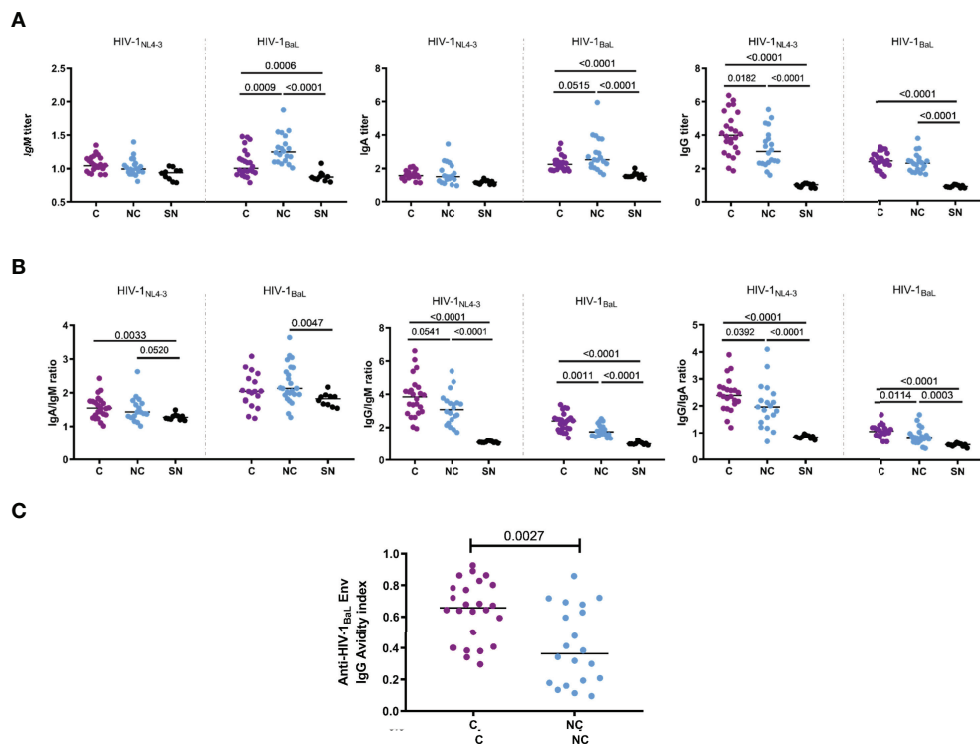 A
HIV-1NL4-3
HIV-1BaL
HIV-1NL4-3
HIV-1BaL
HIV-1NL4-3
HIV-1BaL
IgM titer
2.5
2.0
1.5
1.0
0.5
0.0006
0.0009
<0.0001
C
NC
SN
C
NC
SN
IgA titer
8
6
4
2
0
<0.0001
0.0515
<0.0001
C
NC
SN
C
NC
SN
IgG titer
8
6
4
2
0
<0.0001
0.0182
<0.0001
<0.0001
<0.0001
C
NC
SN
C
NC
SN
B
HIV-1NL4-3
HIV-1BaL
HIV-1NL4-3
HIV-1BaL
HIV-1NL4-3
HIV-1BaL
IgA/IgM ratio
4
3
2
1
0
0.0033
0.0520
0.0047
C
NC
SN
C
NC
SN
IgG/IgM ratio
8
6
4
2
0
<0.0001
0.0541
<0.0001
<0.0001
0.0011
<0.0001
C
NC
SN
C
NC
SN
IgG/IgA ratio
5
4
3
2
1
0
<0.0001
0.0392
<0.0001
<0.0001
0.0114
0.0003
C
NC
SN
C
NC
SN
C
Anti-HIV-1BaL Env
IgG Avidity index
1.0
0.8
0.6
0.4
0.2
0.0
0.0027
C
NC
C
NC